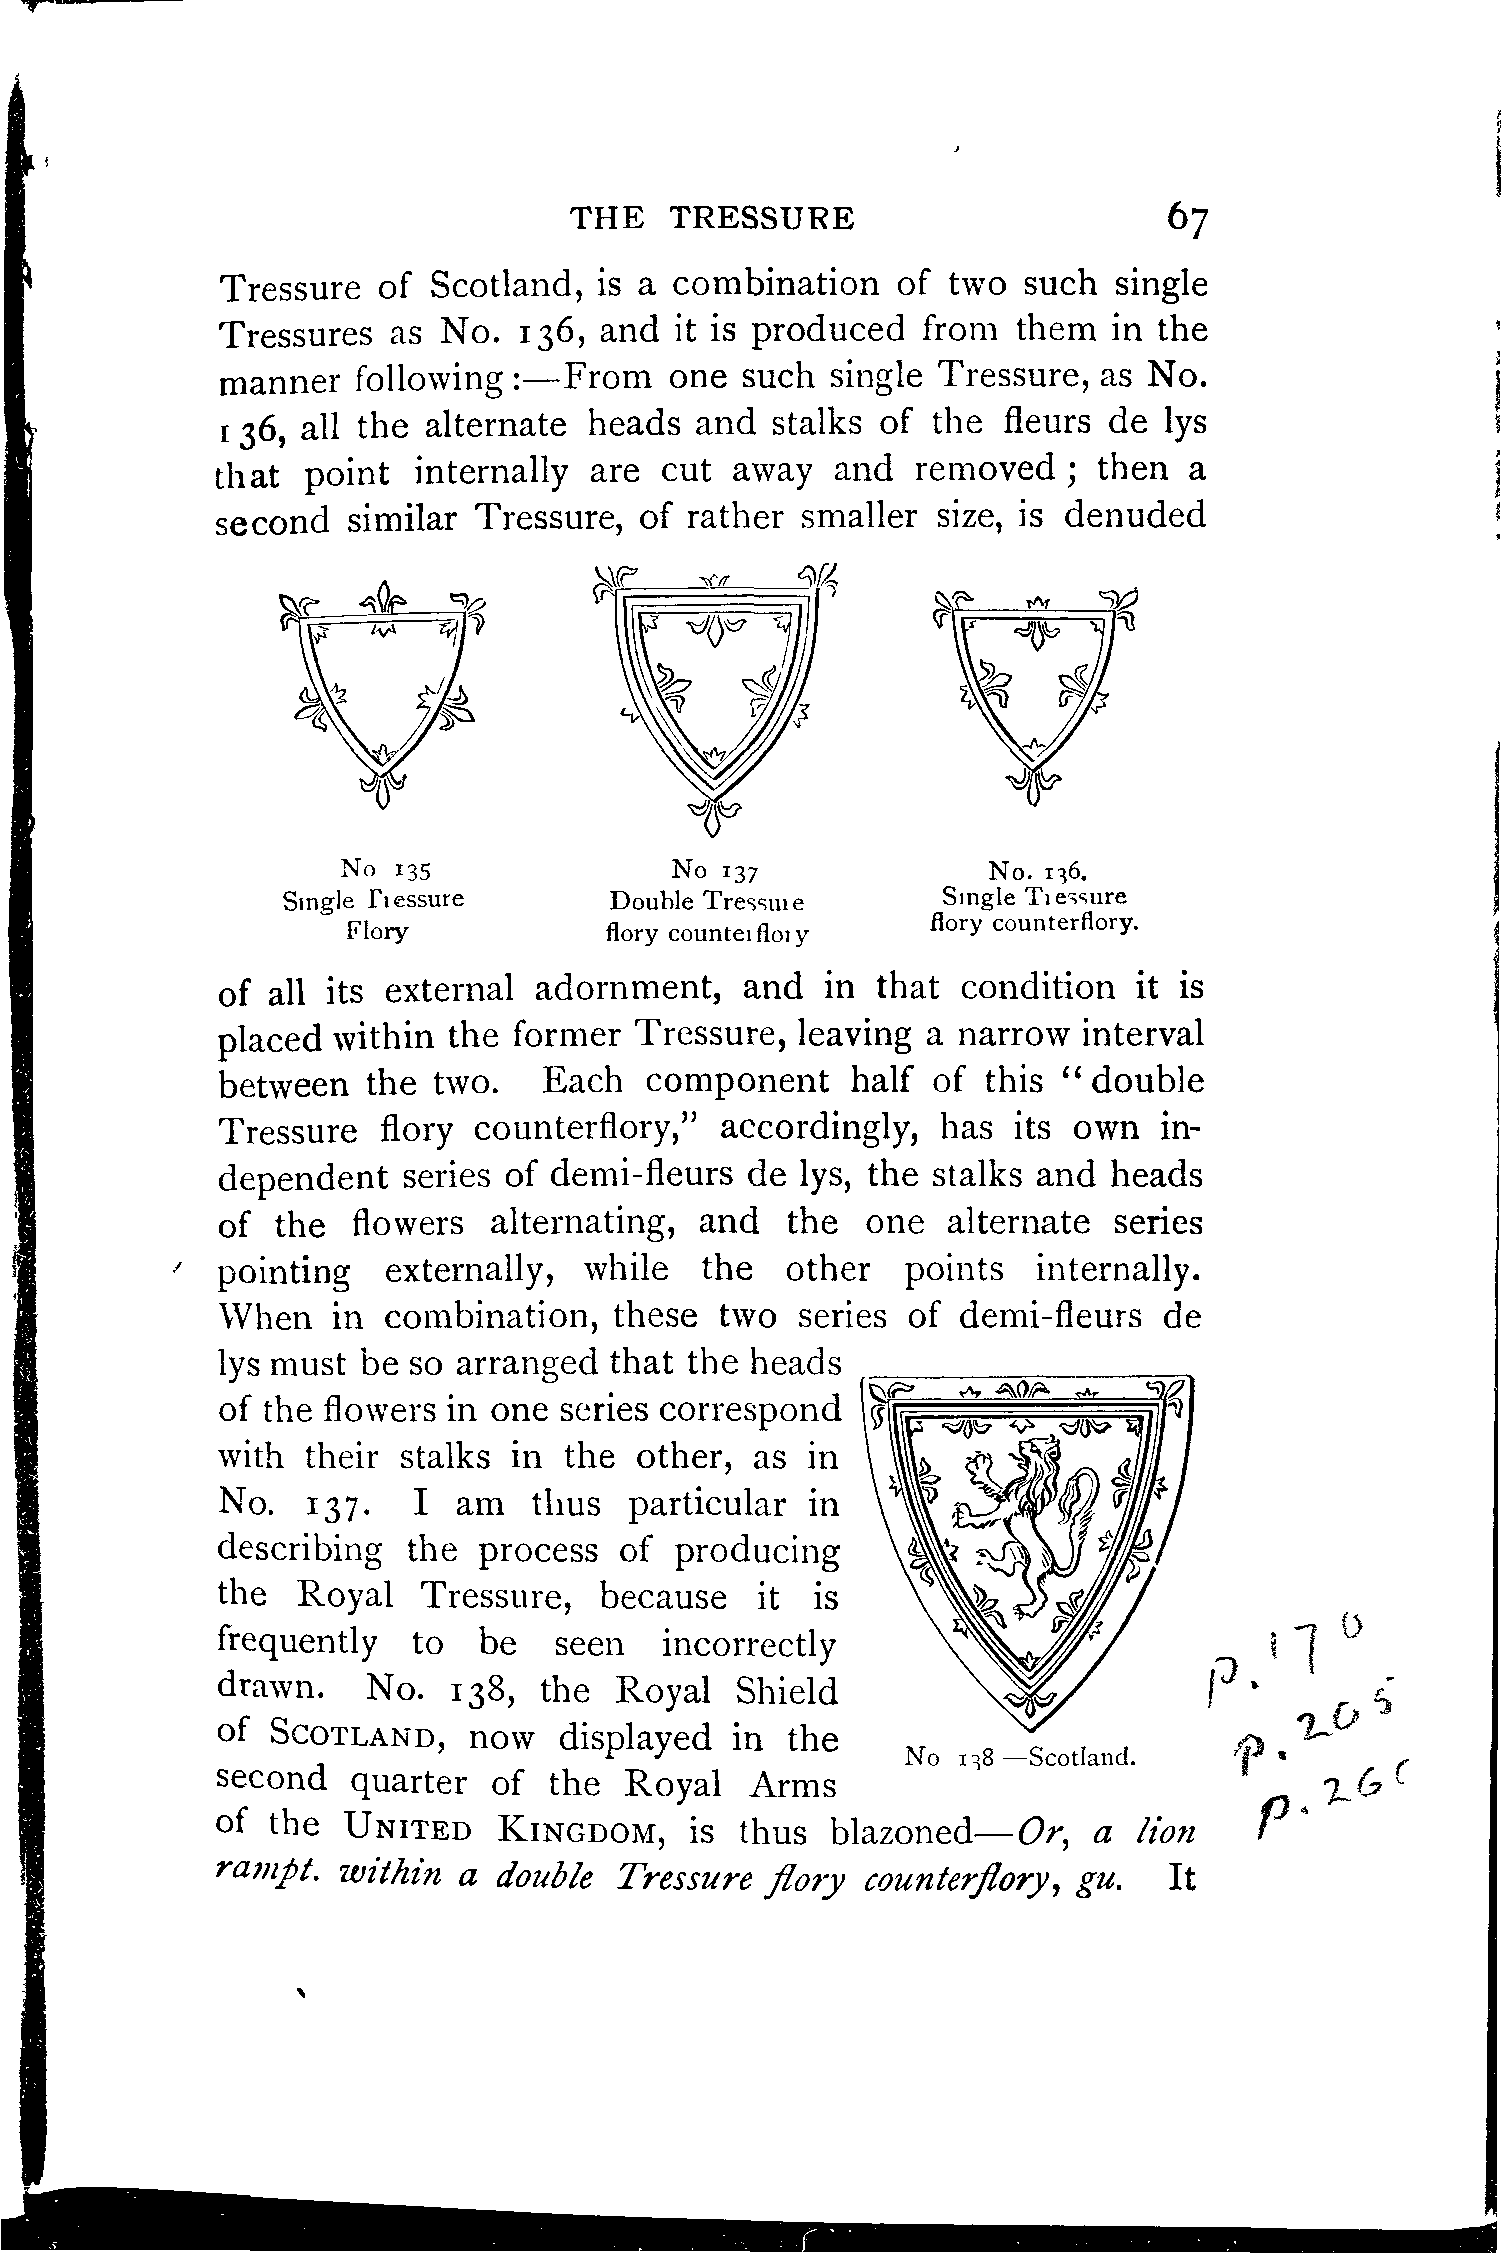 THE TRESSURE 67
Tressure of Scotland, is a combination of two such single
Tressures as No. 136, and it is produced from them in the
manner following:—From one such single Tressure, as No.
136, all the alternate heads and stalks of the fleurs de lys
that point internally are cut away and removed; then a
second similar Tressure, of rather smaller size, is denuded
No 135
Single Tressure
Flory
No 137
Double Tressure
flory counterflory
No. 136.
Single Tressure
flory counterflory.
of all its external adornment, and in that condition it is
placed within the former Tressure, leaving a narrow interval
between the two. Each component half of this “double
Tressure flory counterflory,” accordingly, has its own in-
dependent series of demi-fleurs de lys, the stalks and heads
of the flowers alternating, and the one alternate series
pointing externally, while the other points internally.
When in combination, these two series of demi-fleurs de
lys must be so arranged that the heads
of the flowers in one series correspond
with their stalks in the other, as in
No. 137. I am thus particular in
describing the process of producing
the Royal Tressure, because it is
frequently to be seen incorrectly
drawn. No. 138, the Royal Shield
of SCOTLAND, now displayed in the
second quarter of the Royal Arms
No 138—Scotland.
p. 170
p. 205
p.
of the UNITED KINGDOM, is thus blazoned—Or, a lion
rampt. within a double Tressure flory counterflory, gu. It